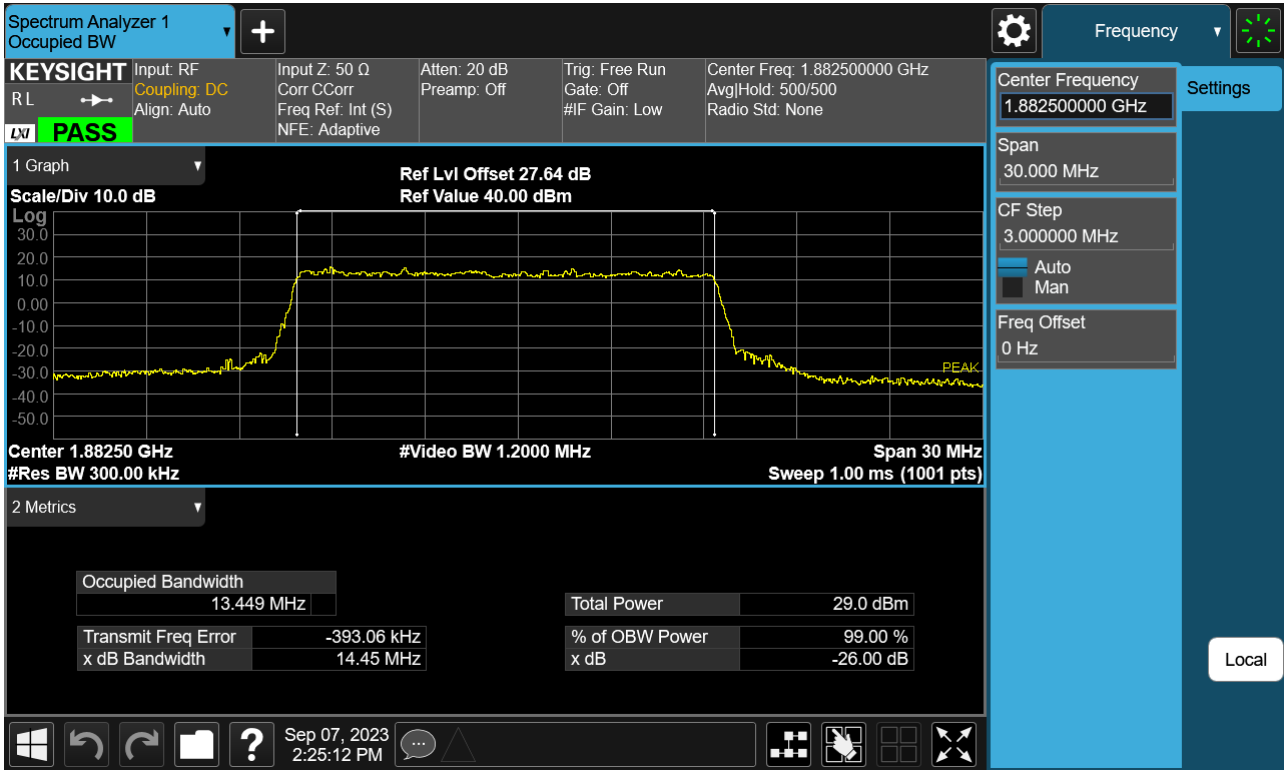 Spectrum Analyzer 1
Occupied BW
▼
+
Frequency
▼
KEYSIGHT
R L
LXI
PASS
Input: RF
Coupling: DC
Align: Auto
Input Z: 50 Ω
Corr CCorr
Freq Ref: Int (S)
NFE: Adaptive
Atten: 20 dB
Preamp: Off
Trig: Free Run
Gate: Off
#IF Gain: Low
Center Freq: 1.882500000 GHz
Avg|Hold: 500/500
Radio Std: None
Center Frequency
1.882500000 GHz
Settings
Span
30.000 MHz
CF Step
3.000000 MHz
Auto
Man
Freq Offset
0 Hz
Local
1 Graph ▼
Scale/Div 10.0 dB
Ref Lvl Offset 27.64 dB
Ref Value 40.00 dBm
Log
30.0
20.0
10.0
0.00
-10.0
-20.0
-30.0
-40.0
-50.0
PEAK
Center 1.88250 GHz
#Video BW 1.2000 MHz
Span 30 MHz
#Res BW 300.00 kHz
Sweep 1.00 ms (1001 pts)
2 Metrics ▼
Occupied Bandwidth
13.449 MHz
Total Power 29.0 dBm
Transmit Freq Error -393.06 kHz
% of OBW Power 99.00 %
x dB Bandwidth 14.45 MHz
x dB -26.00 dB
?
Sep 07, 2023
2:25:12 PM